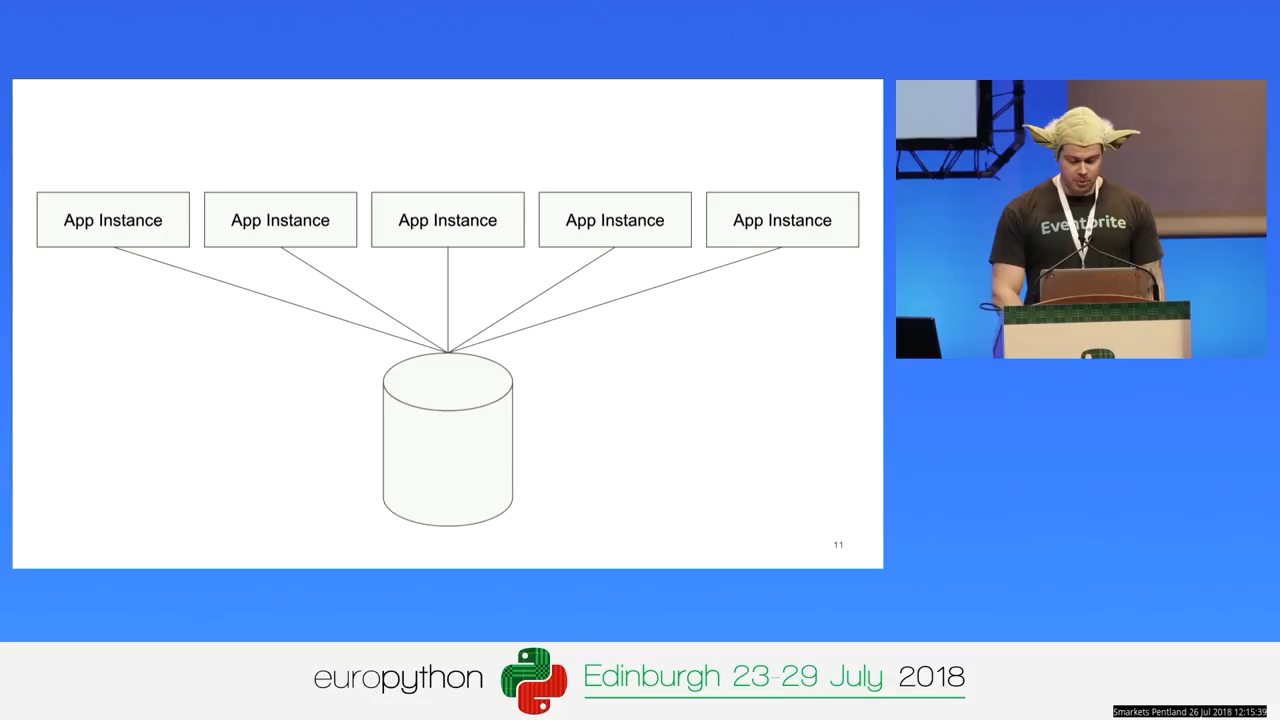 App Instance
App Instance
App Instance
App Instance
App Instance
11
Eventbrite
europython
Edinburgh 23-29 July 2018
Smarkets Pentland 26 Jul 2018 12:15:39